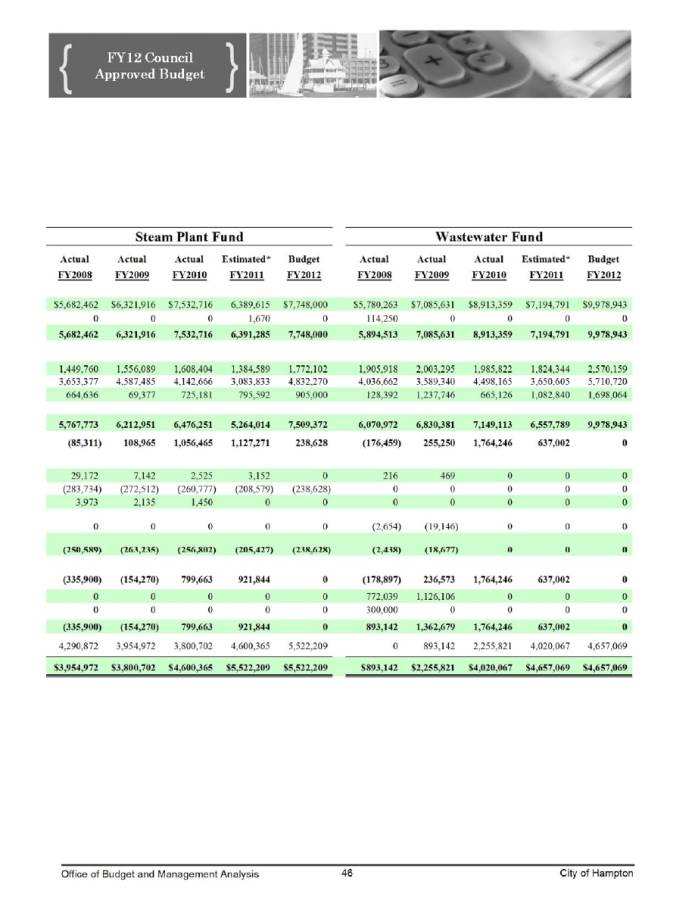 FY12 Council
Approved Budget
Steam Plant Fund Wastewater Fund
Actual Actual Actual Estimated* Budget Actual Actual Actual Estimated* Budget
FY2008 FY2009 FY2010 FY2011 FY2012 FY2008 FY2009 FY2010 FY2011 FY2012
$5,682,462 $6,321,916 $7,532,716 6,389,615 $7,748,000 $5,780,263 $7,085,631 $8,913,359 $7,194,791 $9,978,943
0 0 0 1,670 0 114,250 0 0 0 0
5,682,462 6,321,916 7,532,716 6,391,285 7,748,000 5,894,513 7,085,631 8,913,359 7,194,791 9,978,943
1,449,760 1,556,089 1,608,404 1,384,589 1,772,102 1,905,918 2,003,295 1,985,822 1,824,344 2,570,159
3,653,377 4,587,485 4,142,666 3,083,833 4,832,270 4,036,662 3,589,340 4,498,165 3,650,605 5,710,720
664,636 69,377 725,181 795,592 905,000 128,392 1,237,746 665,126 1,082,840 1,698,064
5,767,773 6,212,951 6,476,251 5,264,014 7,509,372 6,070,972 6,830,381 7,149,113 6,557,789 9,978,943
(85,311) 108,965 1,056,465 1,127,271 238,628 (176,459) 255,250 1,764,246 637,002 0
29,172 7,142 2,525 3,152 0 216 469 0 0 0
(283,734) (272,512) (260,777) (208,579) (238,628) 0 0 0 0 0
3,973 2,135 1,450 0 0 0 0 0 0 0
0 0 0 0 0 (2,654) (19,146) 0 0 0
(250,589) (263,235) (256,802) (205,427) (238,628) (2,438) (18,677) 0 0 0
(335,900) (154,270) 799,663 921,844 0 (178,897) 236,573 1,764,246 637,002 0
0 0 0 0 0 772,039 1,126,106 0 0 0
0 0 0 0 0 300,000 0 0 0 0
(335,900) (154,270) 799,663 921,844 0 893,142 1,362,679 1,764,246 637,002 0
4,290,872 3,954,972 3,800,702 4,600,365 5,522,209 0 893,142 2,255,821 4,020,067 4,657,069
$3,954,972 $3,800,702 $4,600,365 $5,522,209 $5,522,209 $893,142 $2,255,821 $4,020,067 $4,657,069 $4,657,069
Office of Budget and Management Analysis 46 City of Hampton